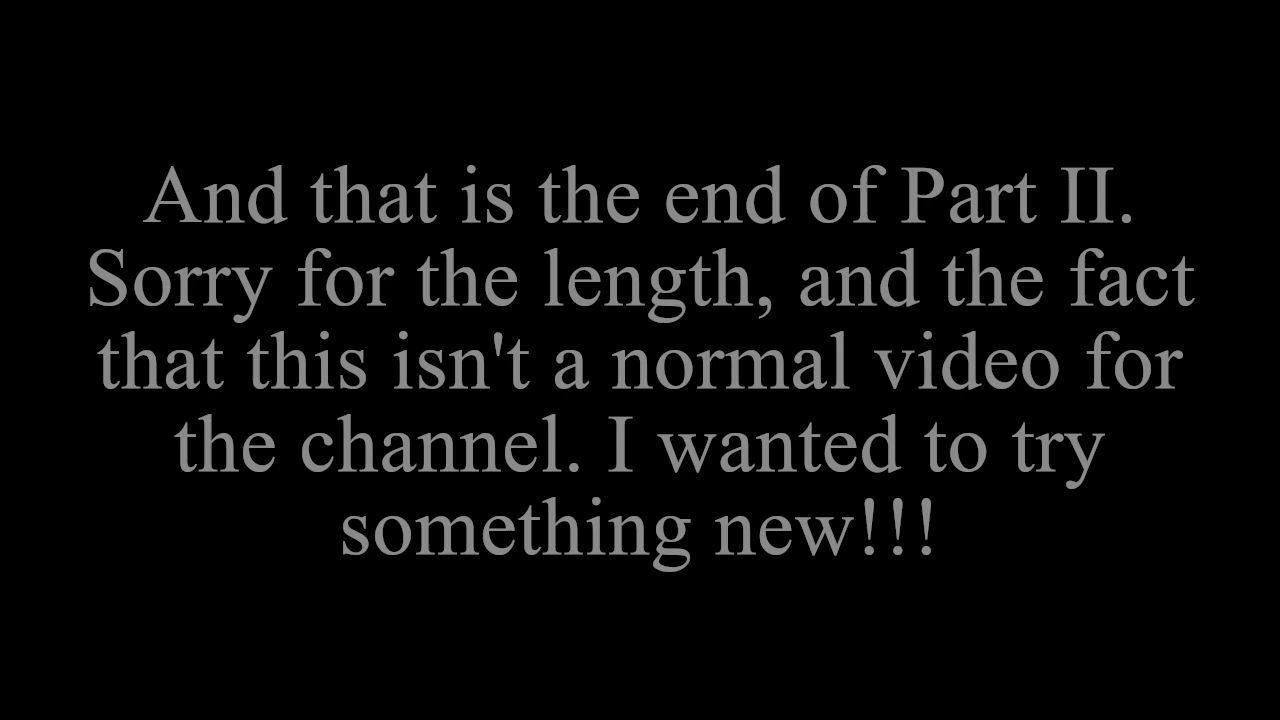 And that is the end of Part II.
Sorry for the length, and the fact
that this isn't a normal video for
the channel. I wanted to try
something new!!!